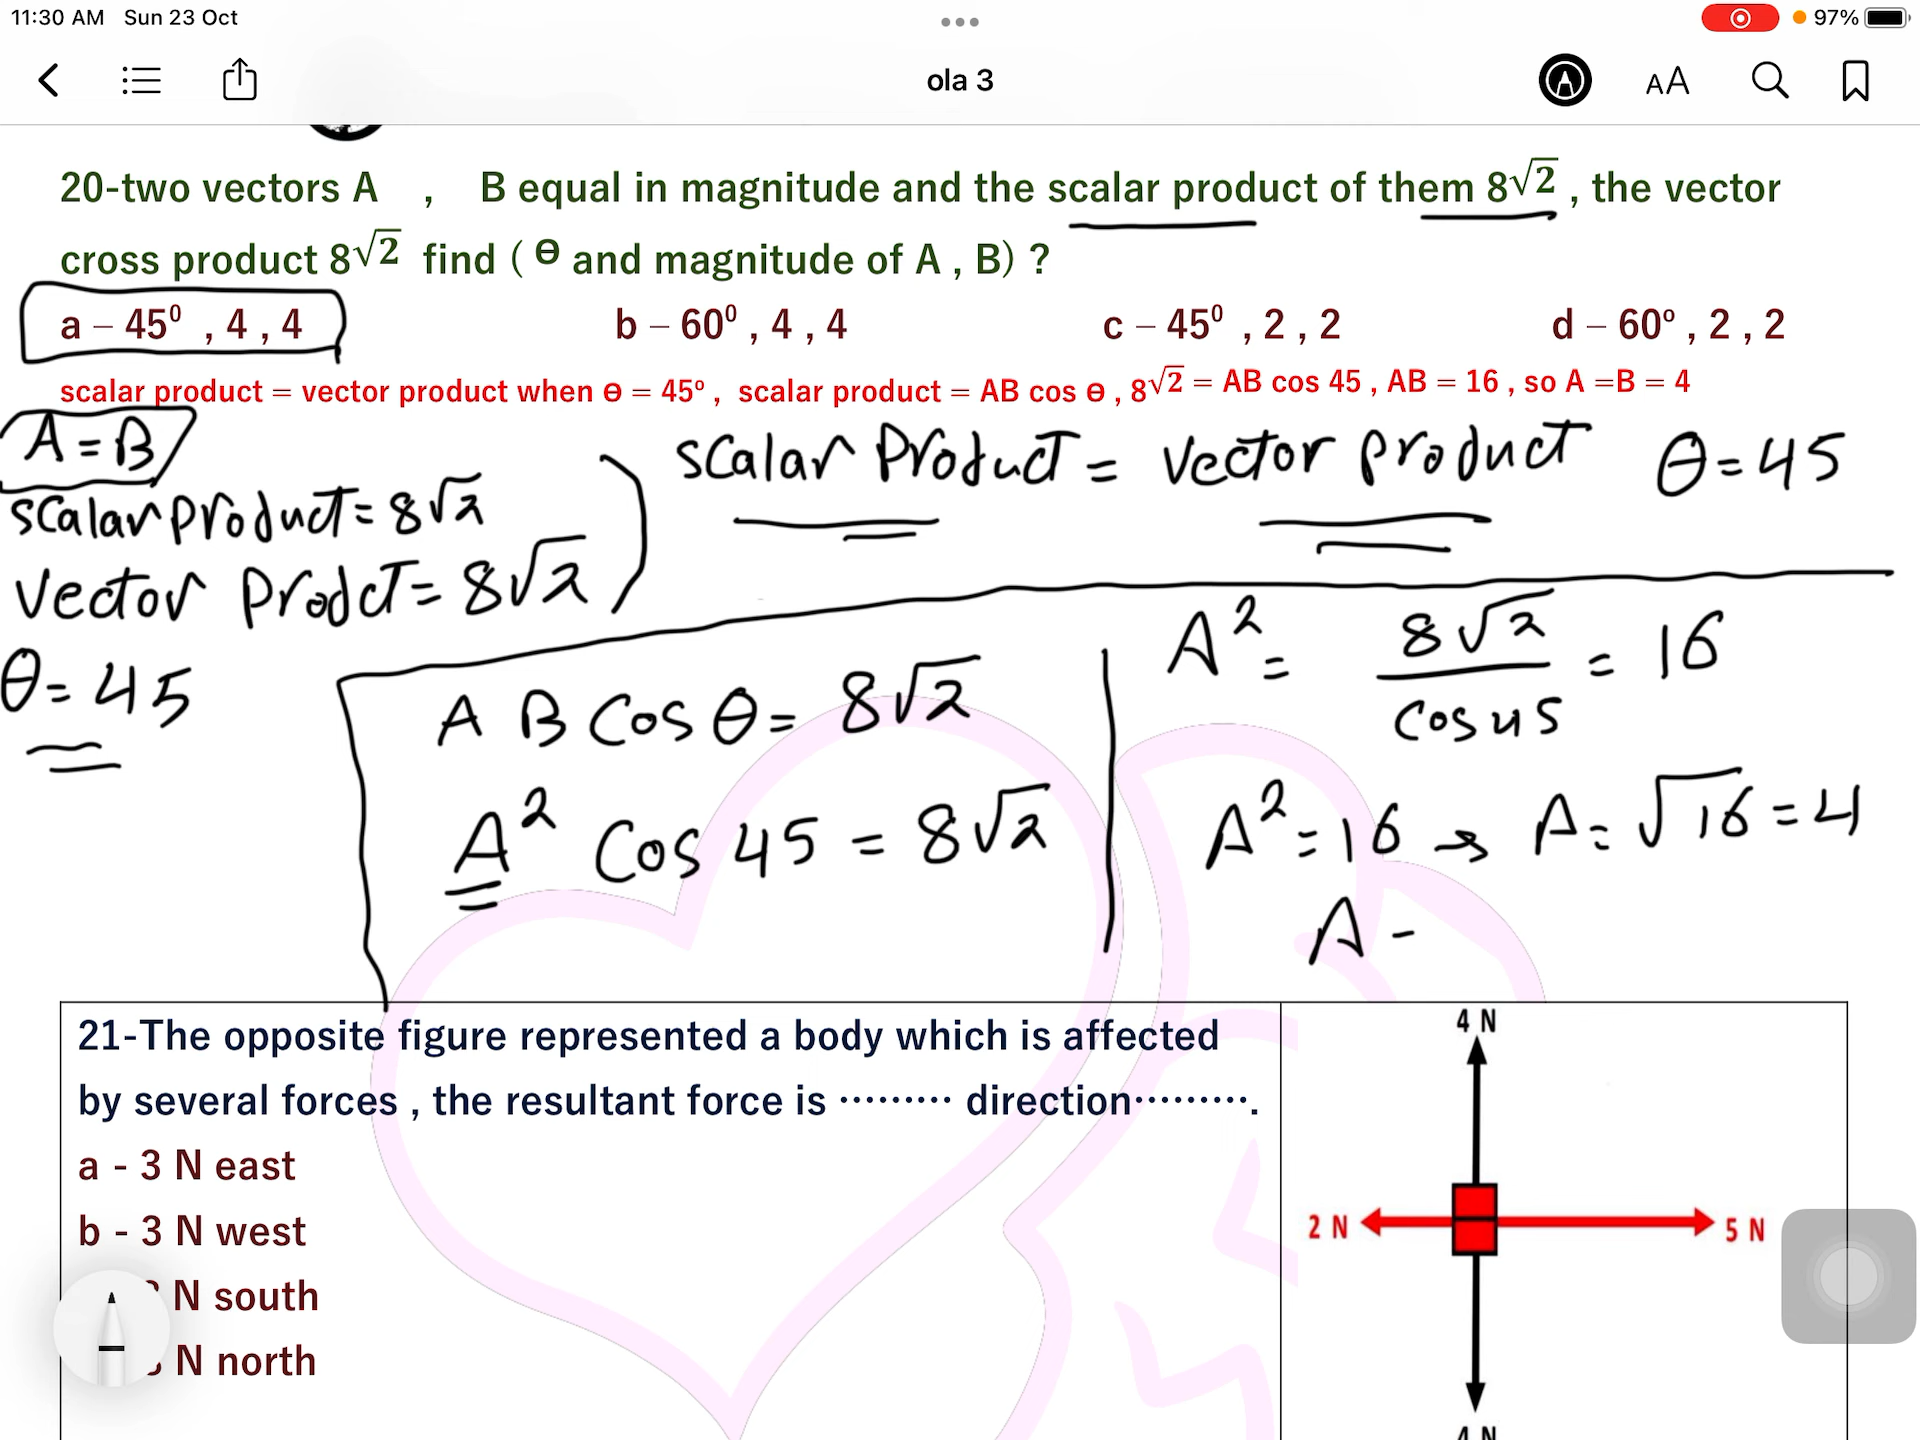 11:30 AM Sun 23 Oct
97%
ola 3
AA
20-two vectors A , B equal in magnitude and the scalar product of them 8√2 , the vector
cross product 8√2 find ( Ө and magnitude of A , B) ?
a – 45⁰ , 4 , 4
b – 60⁰ , 4 , 4
c – 45⁰ , 2 , 2
d – 60º , 2 , 2
scalar product = vector product when ө = 45º , scalar product = AB cos ө , 8√2 = AB cos 45 , AB = 16 , so A =B = 4
A = B
scalar product = 8√2
vector prodct = 8√2
θ = 45
scalar product = vector product θ = 45
A B cos θ = 8√2
A² cos 45 = 8√2
A² = 8√2 / cos 45 = 16
A² = 16 → A = √16 = 4
A -
21-The opposite figure represented a body which is affected
by several forces , the resultant force is ········· direction·········.
a - 3 N east
b - 3 N west
N south
N north
4 N
2 N
5 N
4 N